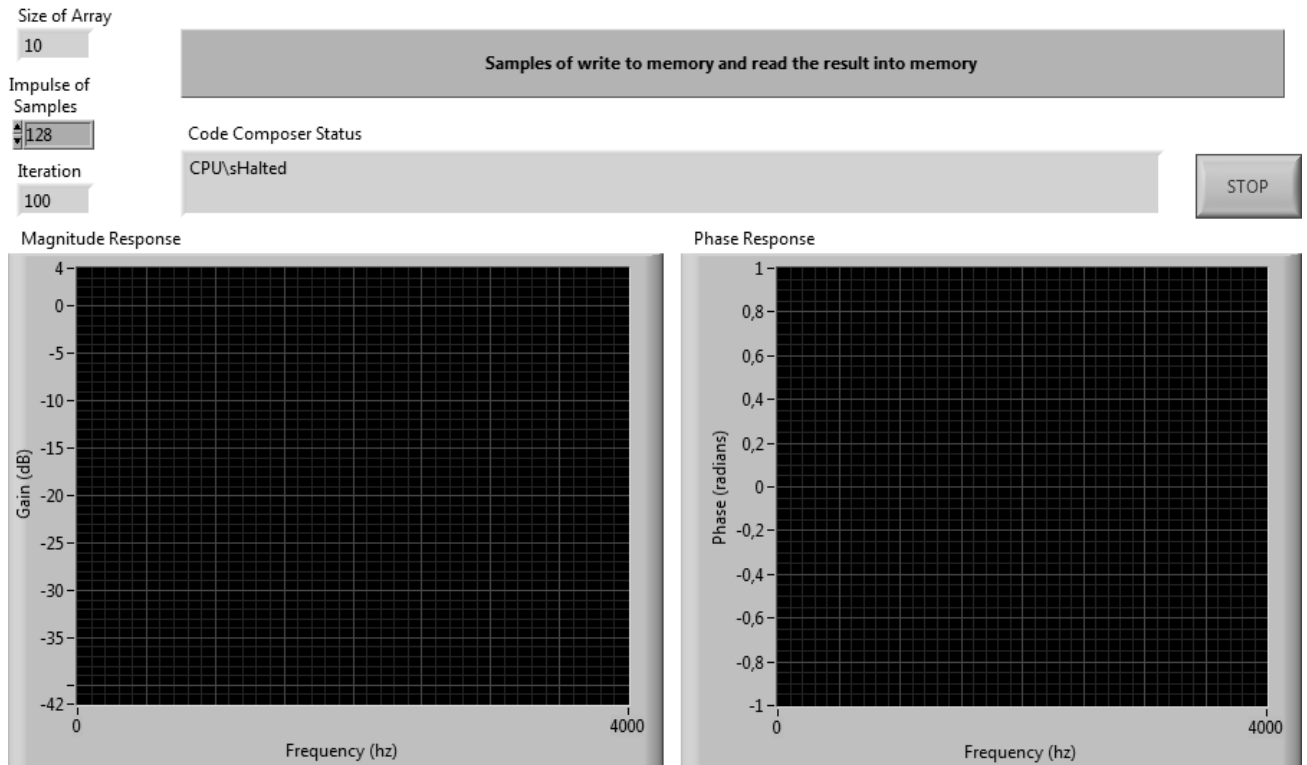 Size of Array
10
Impulse of
Samples
128
Iteration
100
Samples of write to memory and read the result into memory
Code Composer Status
CPU\sHalted
STOP
Magnitude Response
4
0
-5
-10
-15
-20
-25
-30
-35
-42
Gain (dB)
0
4000
Frequency (hz)
Phase Response
1
0,8
0,6
0,4
0,2
0
-0,2
-0,4
-0,6
-0,8
-1
Phase (radians)
0
4000
Frequency (hz)